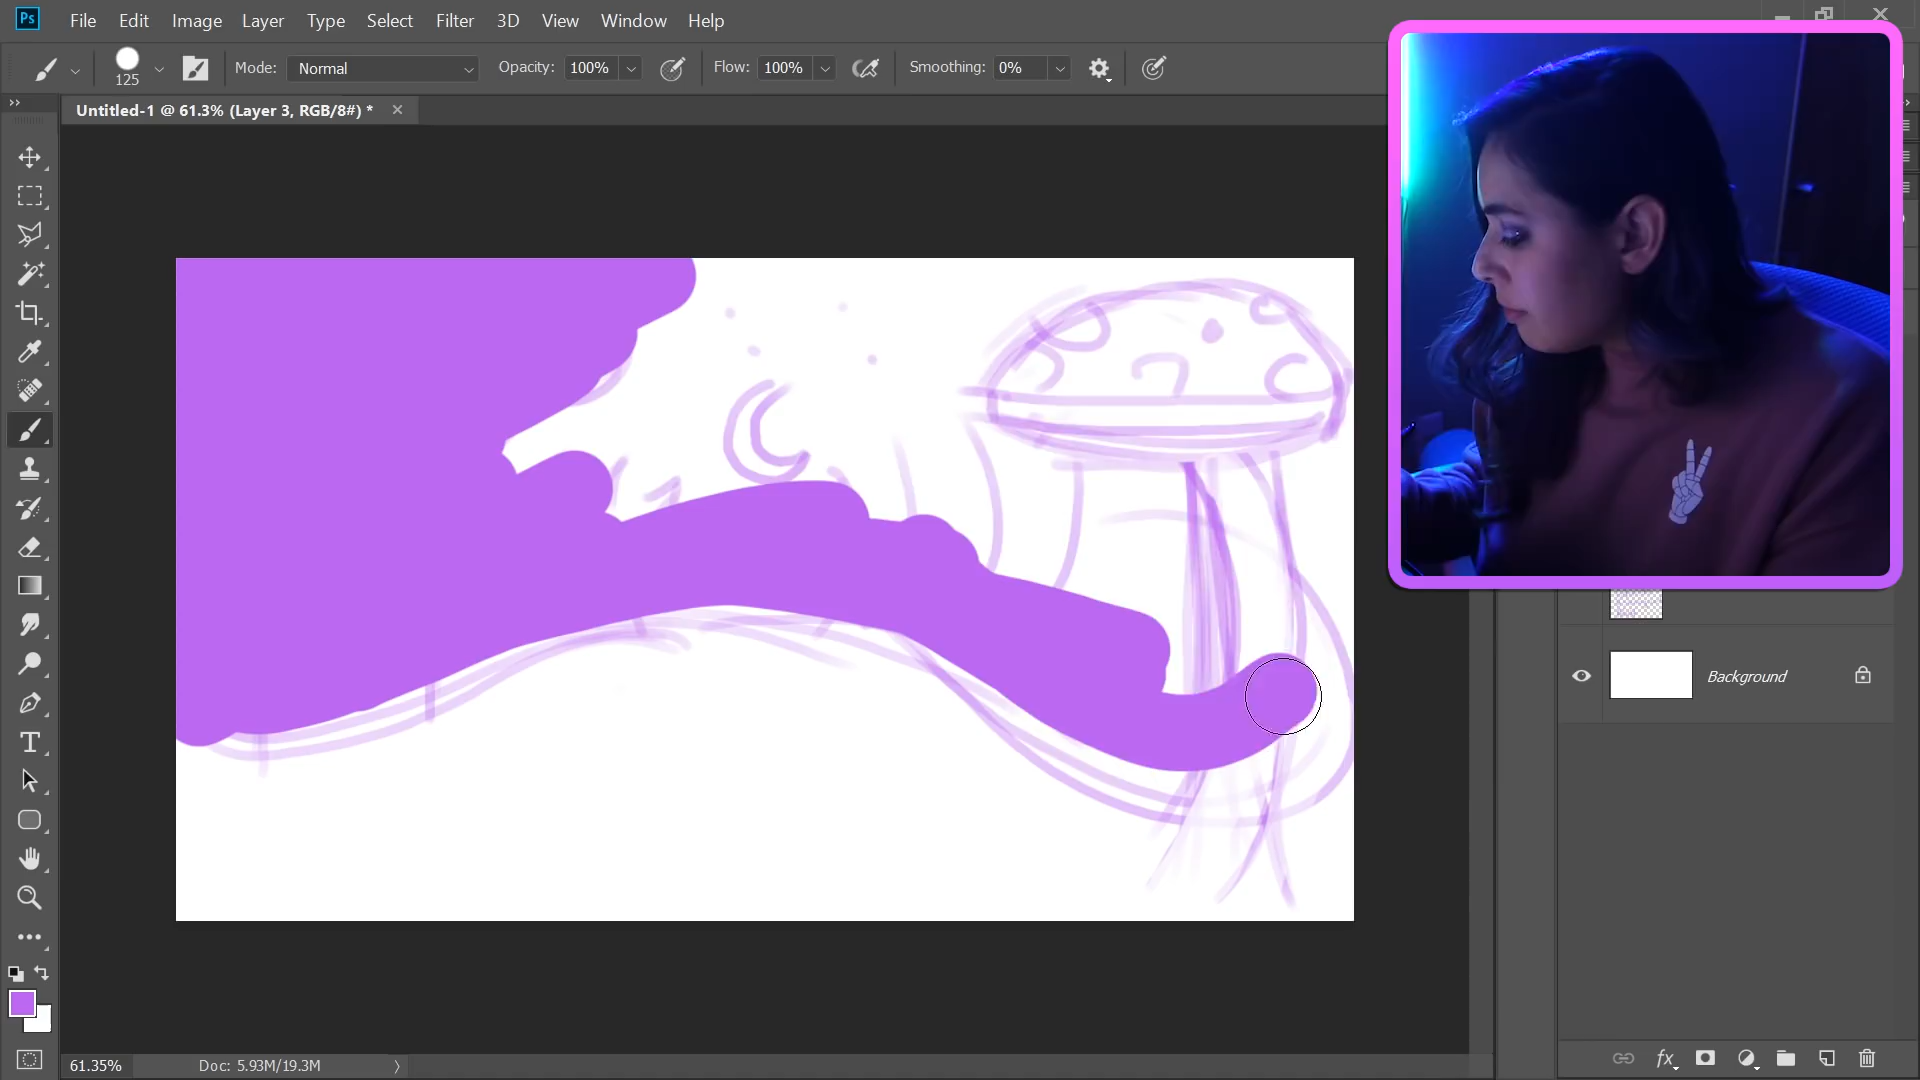 Ps File Edit Image Layer Type Select Filter 3D View Window Help
125 Mode: Normal Opacity: 100% Flow: 100% Smoothing: 0%
Untitled-1 @ 61.3% (Layer 3, RGB/8#) *
Background
T
fx
61.35% Doc: 5.93M/19.3M